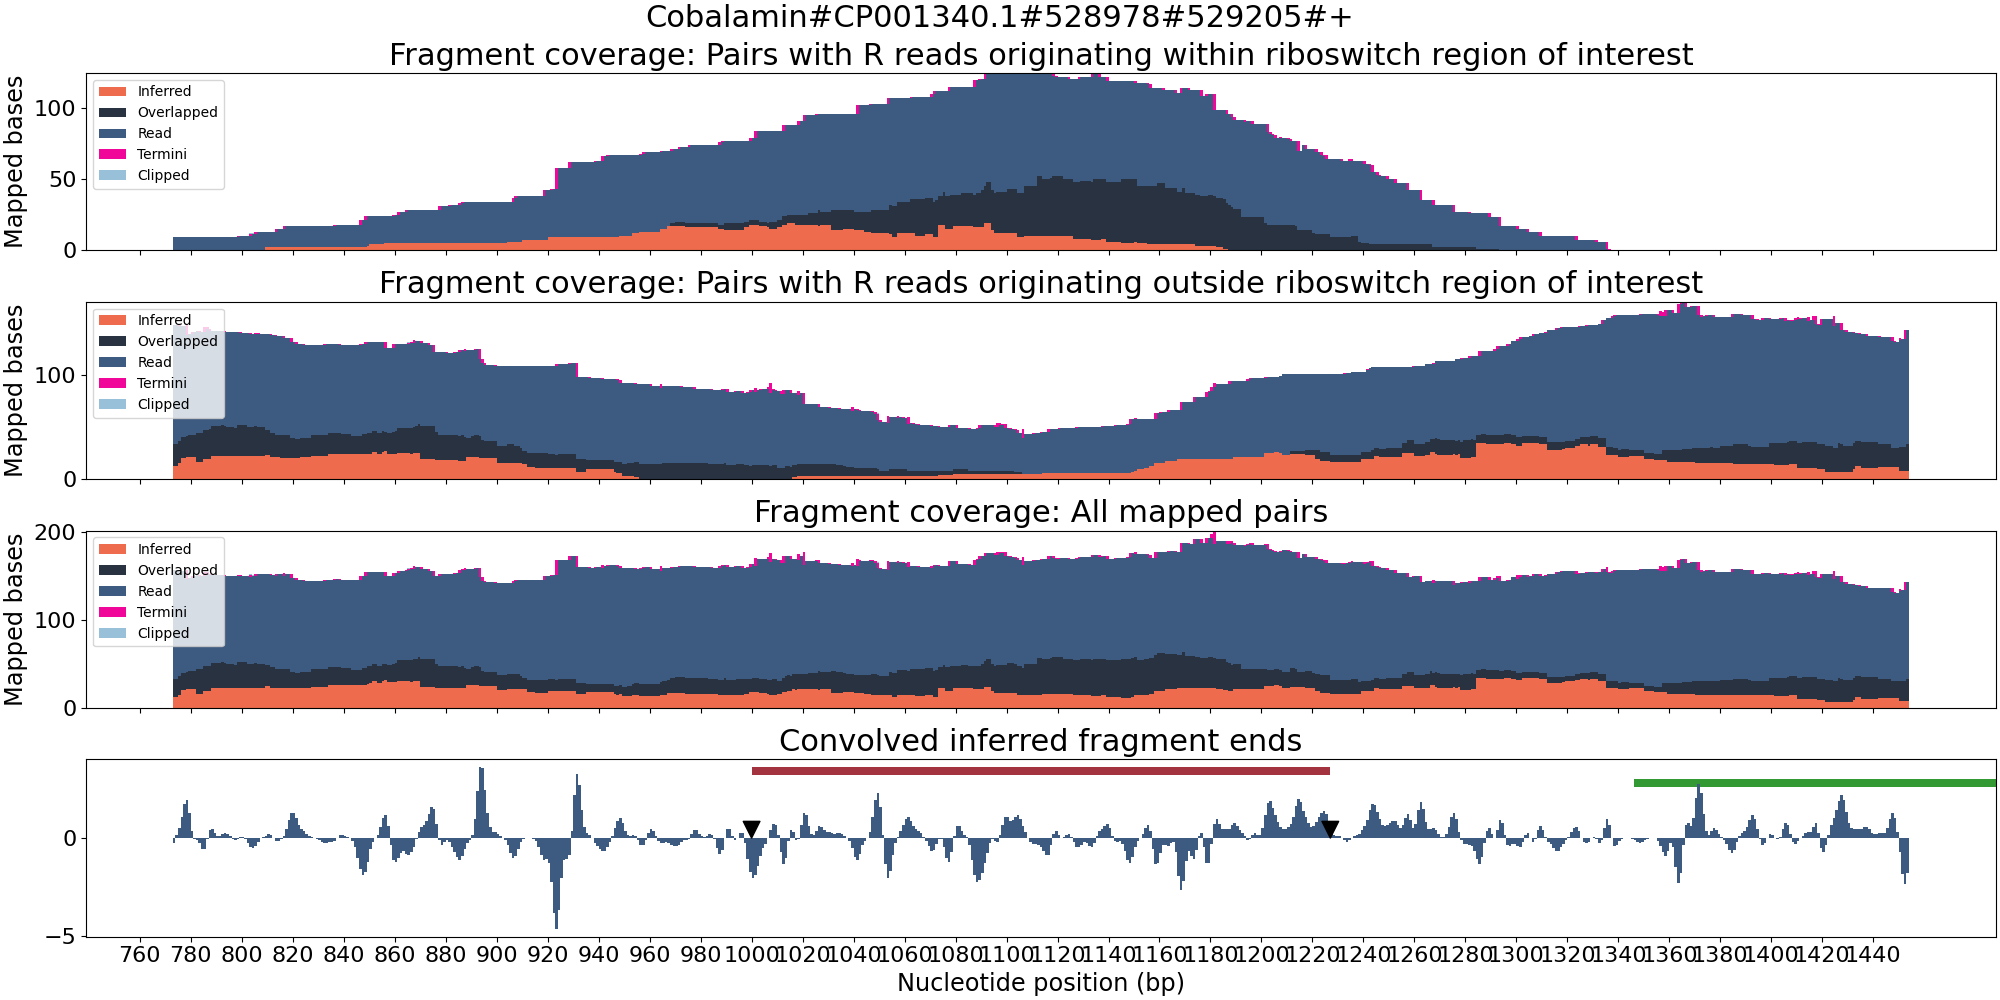 Cobalamin#CP001340.1#528978#529205#+
Fragment coverage: Pairs with R reads originating within riboswitch region of interest
Mapped bases
100
50
0
Inferred
Overlapped
Read
Termini
Clipped
Fragment coverage: Pairs with R reads originating outside riboswitch region of interest
Mapped bases
100
0
Inferred
Overlapped
Read
Termini
Clipped
Fragment coverage: All mapped pairs
Mapped bases
200
100
0
Inferred
Overlapped
Read
Termini
Clipped
Convolved inferred fragment ends
0
−5
760 780 800 820 840 860 880 900 920 940 960 980 1000 1020 1040 1060 1080 1100 1120 1140 1160 1180 1200 1220 1240 1260 1280 1300 1320 1340 1360 1380 1400 1420 1440
Nucleotide position (bp)